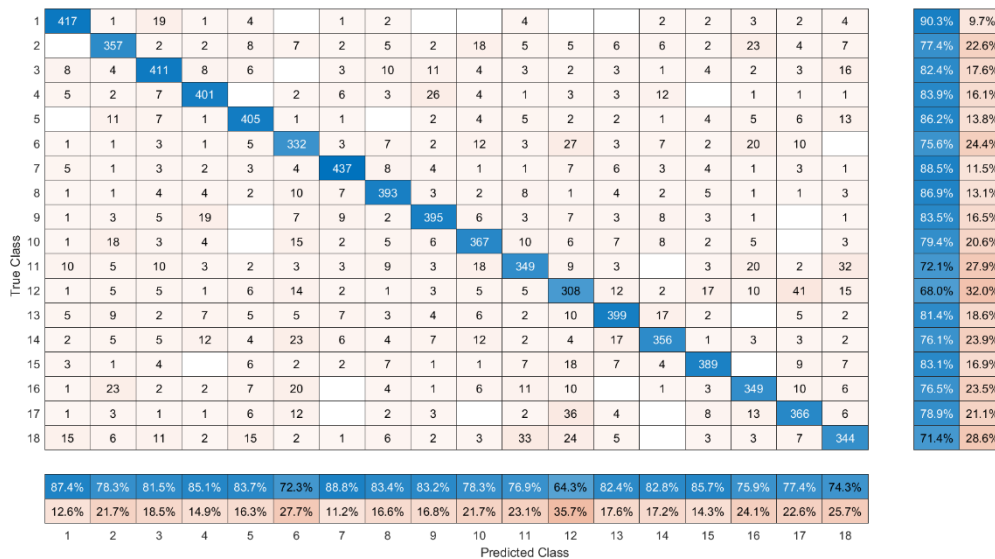 1 417 1 19 1 4 1 2 4 2 2 3 2 4 90.3% 9.7%
2 357 2 2 8 7 2 5 2 18 5 5 6 6 2 23 4 7 77.4% 22.6%
3 8 4 411 8 6 3 10 11 4 3 2 3 1 4 2 3 16 82.4% 17.6%
4 5 2 7 401 2 6 3 26 4 1 3 3 12 1 1 1 83.9% 16.1%
5 11 7 1 405 1 1 2 4 5 2 2 1 4 5 6 13 86.2% 13.8%
6 1 1 3 1 5 332 3 7 2 12 3 27 3 7 2 20 10 75.6% 24.4%
7 5 1 3 2 3 4 437 8 4 1 1 7 6 3 4 1 3 1 88.5% 11.5%
8 1 4 4 2 10 7 393 3 2 8 1 4 2 5 1 1 3 86.9% 13.1%
9 1 3 5 19 7 9 2 395 6 3 7 3 8 3 1 1 83.5% 16.5%
10 1 18 3 4 15 2 5 6 367 10 6 7 8 2 5 3 79.4% 20.6%
11 10 5 10 3 2 3 3 9 3 18 349 9 3 3 20 2 32 72.1% 27.9%
12 1 5 5 1 6 14 2 1 3 5 5 308 12 2 17 10 41 15 68.0% 32.0%
13 5 9 2 7 5 5 7 3 4 6 2 10 399 17 2 5 2 81.4% 18.6%
14 2 5 5 12 4 23 6 4 7 12 2 4 17 356 1 3 3 2 76.1% 23.9%
15 3 1 4 6 2 2 7 1 1 7 18 7 4 389 9 7 83.1% 16.9%
16 1 23 2 2 7 20 4 1 6 11 10 1 3 349 10 6 76.5% 23.5%
17 1 3 1 1 6 12 2 3 2 36 4 8 13 366 6 78.9% 21.1%
18 15 6 11 2 15 2 1 6 2 3 33 24 5 3 3 7 344 71.4% 28.6%
True Class
87.4% 78.3% 81.5% 85.1% 83.7% 72.3% 88.8% 83.4% 83.2% 78.3% 76.9% 64.3% 82.4% 82.8% 85.7% 75.9% 77.4% 74.3%
12.6% 21.7% 18.5% 14.9% 16.3% 27.7% 11.2% 16.6% 16.8% 21.7% 23.1% 35.7% 17.6% 17.2% 14.3% 24.1% 22.6% 25.7%
1 2 3 4 5 6 7 8 9 10 11 12 13 14 15 16 17 18
Predicted Class